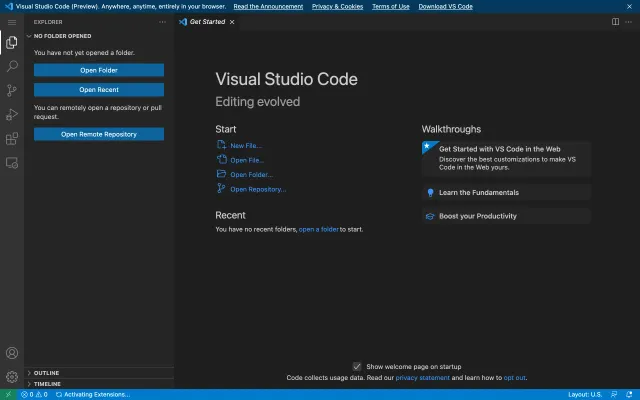 Visual Studio Code (Preview). Anywhere, anytime, entirely in your browser. Read the Announcement Privacy & Cookies Terms of Use Download VS Code
EXPLORER
Get Started
NO FOLDER OPENED
You have not yet opened a folder.
Open Folder
Open Recent
You can remotely open a repository or pull
request.
Open Remote Repository
OUTLINE
TIMELINE
Visual Studio Code
Editing evolved
Start
New File...
Open File...
Open Folder...
Open Repository...
Recent
You have no recent folders, open a folder to start.
Walkthroughs
Get Started with VS Code in the Web
Discover the best customizations to make VS
Code in the Web yours.
Learn the Fundamentals
Boost your Productivity
Show welcome page on startup
Code collects usage data. Read our privacy statement and learn how to opt out.
0 0 Activating Extensions... Layout: U.S.